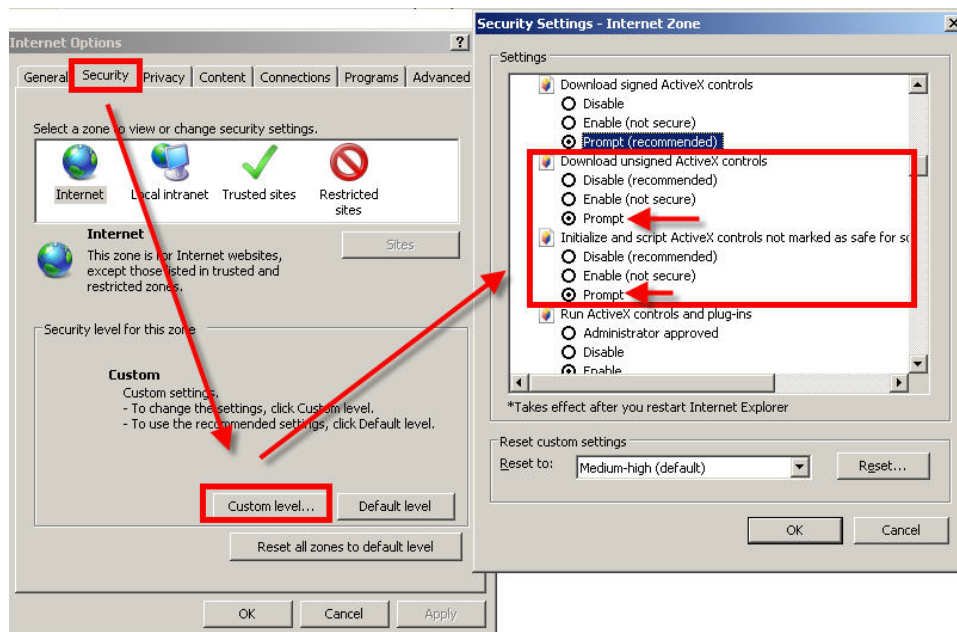 Internet Options
?
General Security Privacy Content Connections Programs Advanced
Select a zone to view or change security settings.
Internet Local intranet Trusted sites Restricted
sites
Internet
This zone is for Internet websites,
except those listed in trusted and
restricted zones.
Sites
Security level for this zone
Custom
Custom settings.
- To change the settings, click Custom level.
- To use the recommended settings, click Default level.
Custom level... Default level
Reset all zones to default level
OK Cancel Apply
Security Settings - Internet Zone
X
Settings
Download signed ActiveX controls
Disable
Enable (not secure)
Prompt (recommended)
Download unsigned ActiveX controls
Disable (recommended)
Enable (not secure)
Prompt
Initialize and script ActiveX controls not marked as safe for sc
Disable (recommended)
Enable (not secure)
Prompt
Run ActiveX controls and plug-ins
Administrator approved
Disable
Enable
*Takes effect after you restart Internet Explorer
Reset custom settings
Reset to: Medium-high (default) Reset...
OK Cancel